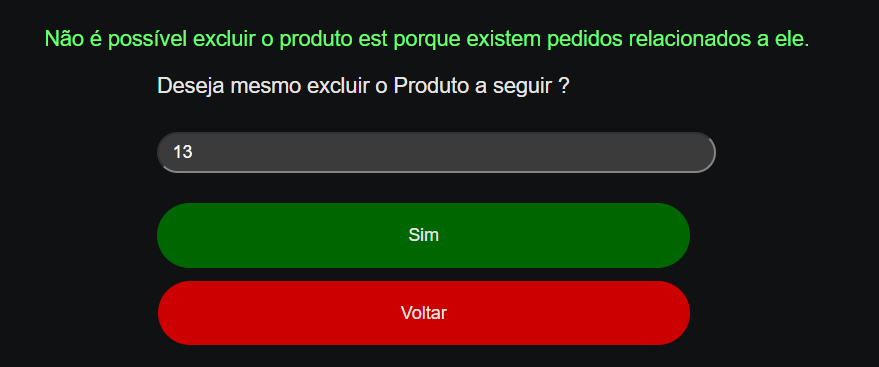 Não é possível excluir o produto est porque existem pedidos relacionados a ele.
Deseja mesmo excluir o Produto a seguir ?
13
Sim
Voltar